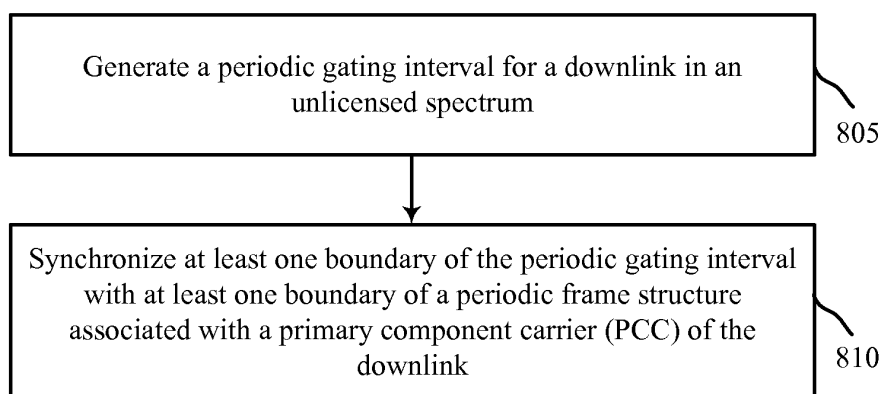 Generate a periodic gating interval for a downlink in an
unlicensed spectrum
805
Synchronize at least one boundary of the periodic gating interval
with at least one boundary of a periodic frame structure
associated with a primary component carrier (PCC) of the
downlink
810